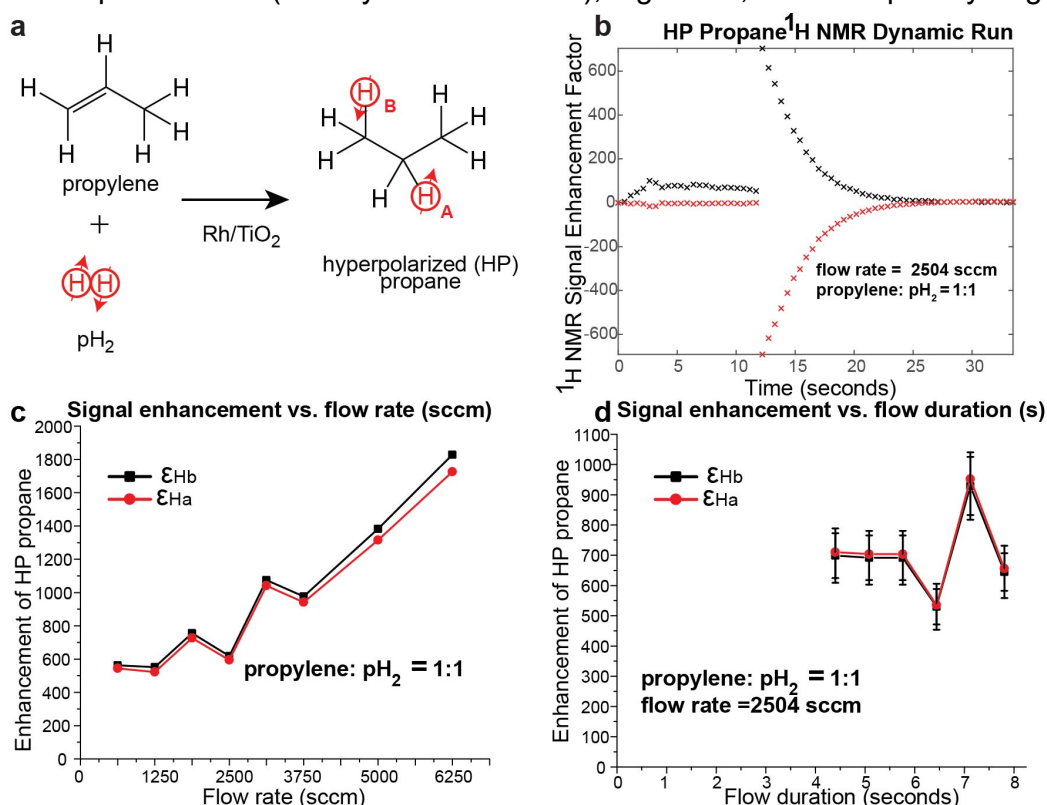 a
H
H
H
H
H
H
propylene
+
H H
pH2
Rh/TiO2
H B
H
H
H
H
H
H
H A
hyperpolarized (HP)
propane
b
HP Propane 1H NMR Dynamic Run
1H NMR Signal Enhancement Factor
600
400
200
0
-200
-400
-600
flow rate = 2504 sccm
propylene: pH2 = 1:1
0 5 10 15 20 25 30
Time (seconds)
c Signal enhancement vs. flow rate (sccm)
Enhancement of HP propane
2000
1800
1600
1400
1200
1000
800
600
400
200
0
εHb
εHa
propylene: pH2 = 1:1
0 1250 2500 3750 5000 6250
Flow rate (sccm)
d Signal enhancement vs. flow duration (s)
Enhancement of HP propane
1100
1000
900
800
700
600
500
400
300
200
100
0
εHb
εHa
propylene: pH2 = 1:1
flow rate =2504 sccm
0 1 2 3 4 5 6 7 8
Flow duration (seconds)